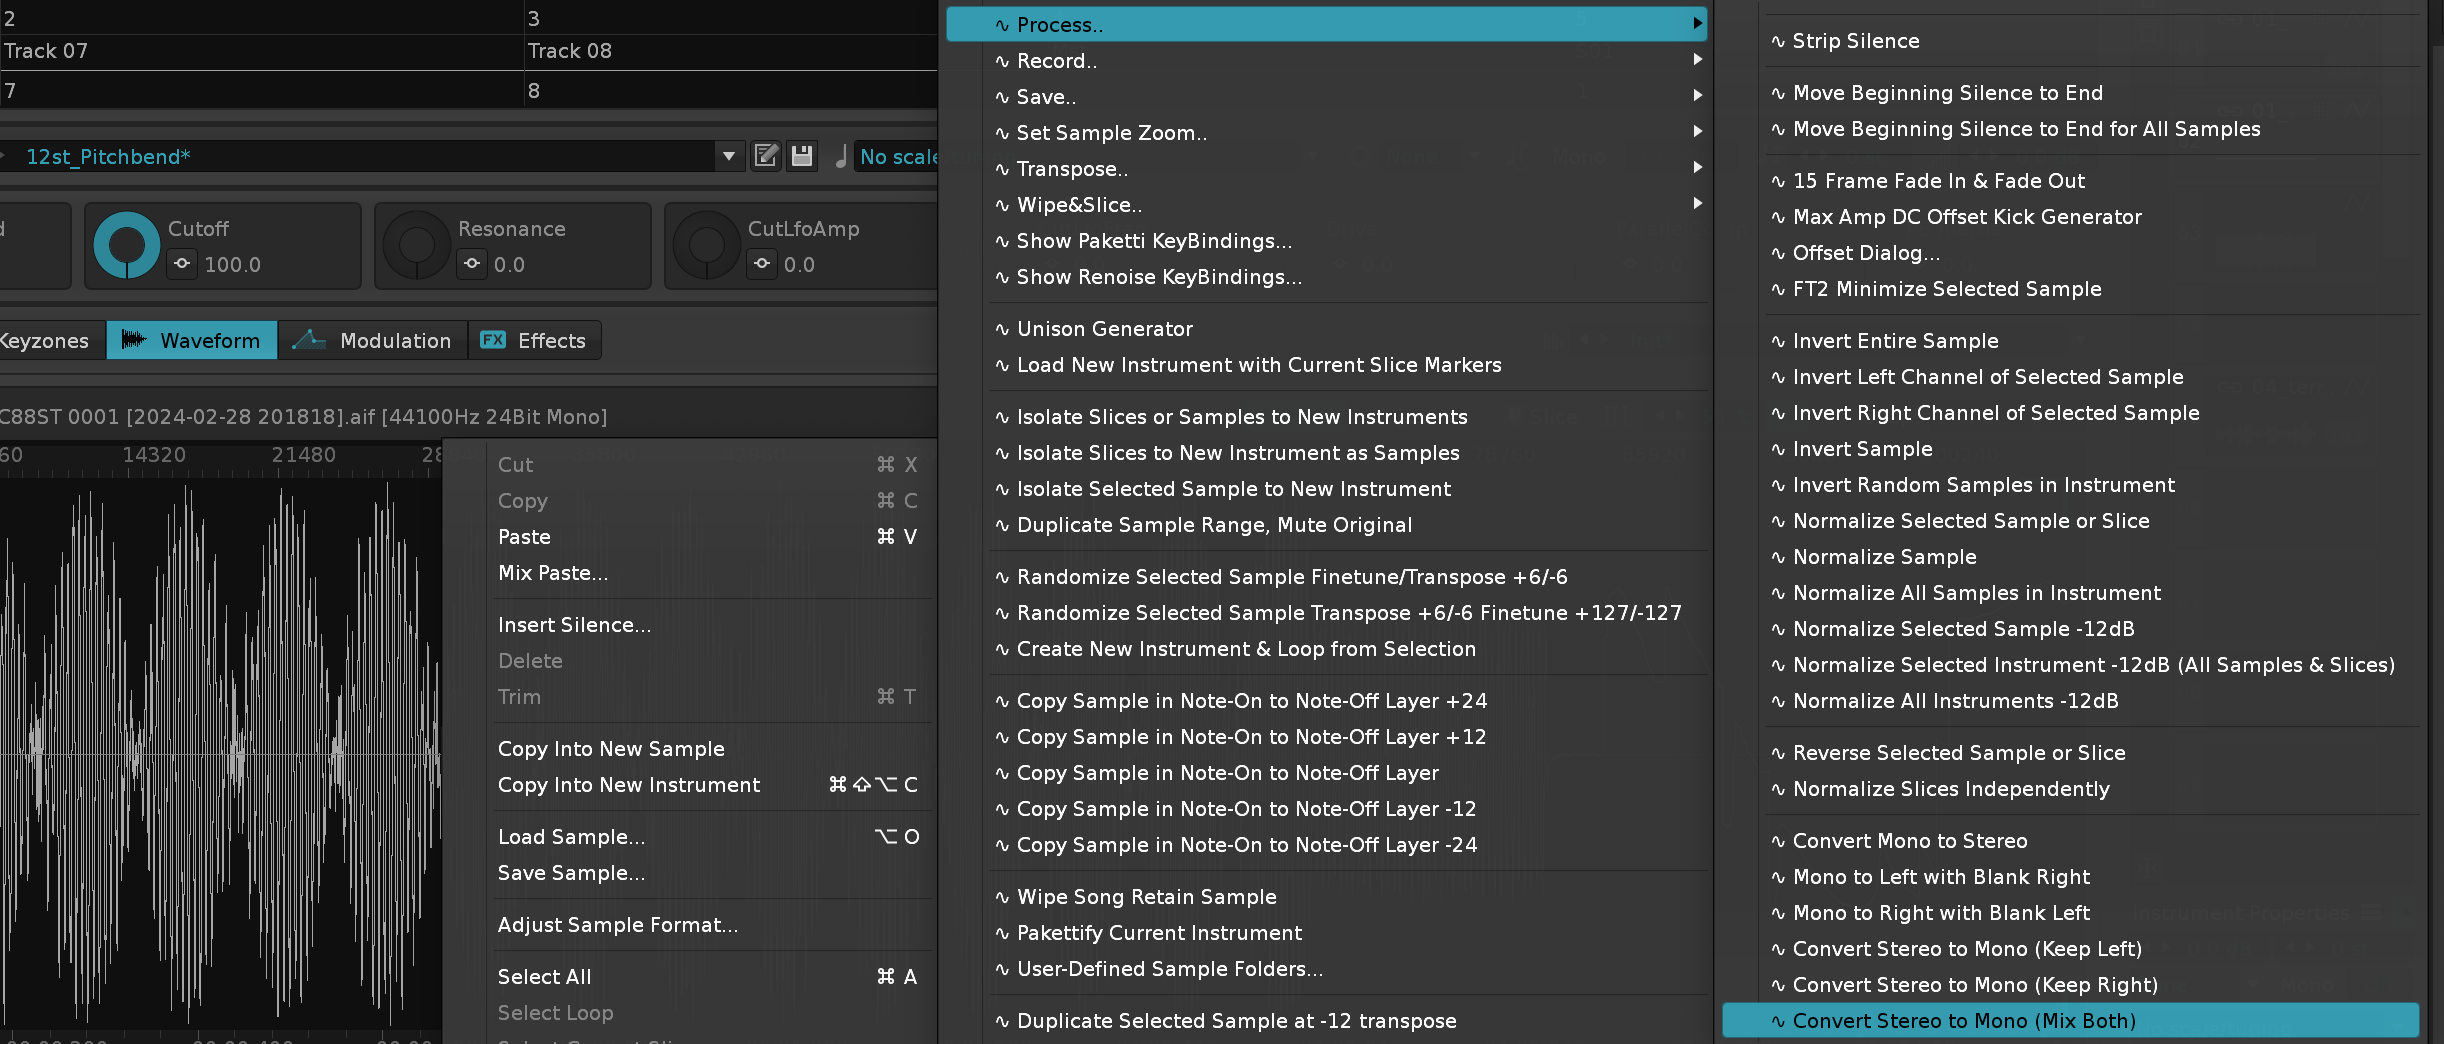 2
3
Track 07
Track 08
7
8
12st_Pitchbend*
No scale
Cutoff
100.0
Resonance
0.0
CutLfoAmp
0.0
Keyzones
Waveform
Modulation
FX Effects
C88ST 0001 [2024-02-28 201818].aif [44100Hz 24Bit Mono]
60
14320
21480
28
Cut ⌘ X
Copy ⌘ C
Paste ⌘ V
Mix Paste...
Insert Silence...
Delete
Trim ⌘ T
Copy Into New Sample
Copy Into New Instrument ⌘⇧⌥ C
Load Sample... ⌥ O
Save Sample...
Adjust Sample Format...
Select All ⌘ A
Select Loop
∿ Process..
∿ Record..
∿ Save..
∿ Set Sample Zoom..
∿ Transpose..
∿ Wipe&Slice..
∿ Show Paketti KeyBindings...
∿ Show Renoise KeyBindings...
∿ Unison Generator
∿ Load New Instrument with Current Slice Markers
∿ Isolate Slices or Samples to New Instruments
∿ Isolate Slices to New Instrument as Samples
∿ Isolate Selected Sample to New Instrument
∿ Duplicate Sample Range, Mute Original
∿ Randomize Selected Sample Finetune/Transpose +6/-6
∿ Randomize Selected Sample Transpose +6/-6 Finetune +127/-127
∿ Create New Instrument & Loop from Selection
∿ Copy Sample in Note-On to Note-Off Layer +24
∿ Copy Sample in Note-On to Note-Off Layer +12
∿ Copy Sample in Note-On to Note-Off Layer
∿ Copy Sample in Note-On to Note-Off Layer -12
∿ Copy Sample in Note-On to Note-Off Layer -24
∿ Wipe Song Retain Sample
∿ Pakettify Current Instrument
∿ User-Defined Sample Folders...
∿ Duplicate Selected Sample at -12 transpose
∿ Strip Silence
∿ Move Beginning Silence to End
∿ Move Beginning Silence to End for All Samples
∿ 15 Frame Fade In & Fade Out
∿ Max Amp DC Offset Kick Generator
∿ Offset Dialog...
∿ FT2 Minimize Selected Sample
∿ Invert Entire Sample
∿ Invert Left Channel of Selected Sample
∿ Invert Right Channel of Selected Sample
∿ Invert Sample
∿ Invert Random Samples in Instrument
∿ Normalize Selected Sample or Slice
∿ Normalize Sample
∿ Normalize All Samples in Instrument
∿ Normalize Selected Sample -12dB
∿ Normalize Selected Instrument -12dB (All Samples & Slices)
∿ Normalize All Instruments -12dB
∿ Reverse Selected Sample or Slice
∿ Normalize Slices Independently
∿ Convert Mono to Stereo
∿ Mono to Left with Blank Right
∿ Mono to Right with Blank Left
∿ Convert Stereo to Mono (Keep Left)
∿ Convert Stereo to Mono (Keep Right)
∿ Convert Stereo to Mono (Mix Both)